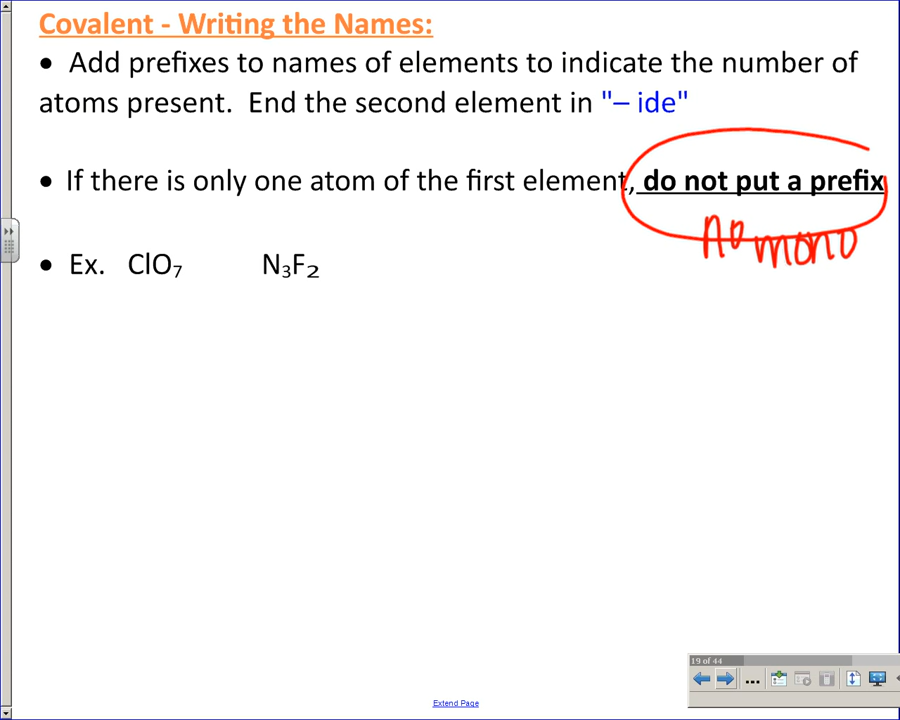 Covalent - Writing the Names:
• Add prefixes to names of elements to indicate the number of
atoms present.  End the second element in "– ide"
• If there is only one atom of the first element, do not put a prefix
no mono
• Ex.   ClO₇          N₃F₂
19 of 44
Extend Page